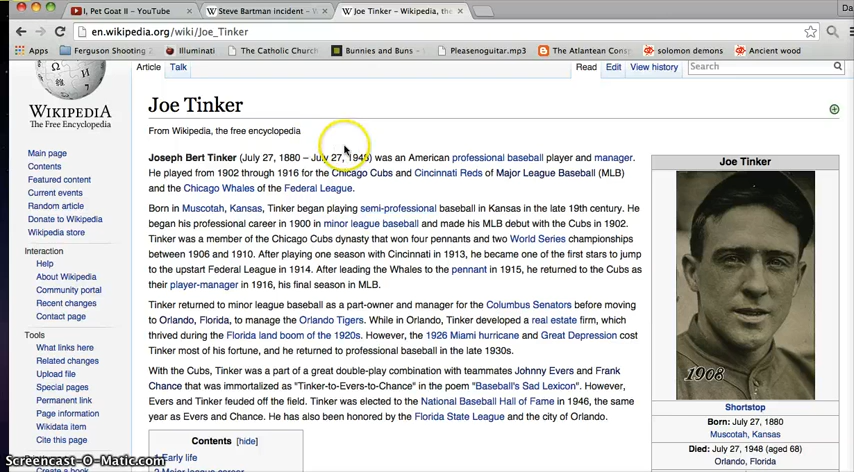 I, Pet Goat II – YouTube
Steve Bartman incident –
Joe Tinker – Wikipedia, the
Da
en.wikipedia.org/wiki/Joe_Tinker
Apps
Ferguson Shooting
Illuminati
The Catholic Church
Bunnies and Buns –
Pleasenoguitar.mp3
The Atlantean Cons
solomon demons
Ancient wood
WIKIPEDIA
The Free Encyclopedia
Main page
Contents
Featured content
Current events
Random article
Donate to Wikipedia
Wikipedia store
Interaction
Help
About Wikipedia
Community portal
Recent changes
Contact page
Tools
What links here
Related changes
Upload file
Special pages
Permanent link
Page information
Wikidata item
Cite this page
Article Talk
Read Edit View history
Search
Joe Tinker
From Wikipedia, the free encyclopedia
Joseph Bert Tinker (July 27, 1880 – July 27, 1948) was an American professional baseball player and manager.
He played from 1902 through 1916 for the Chicago Cubs and Cincinnati Reds of Major League Baseball (MLB)
and the Chicago Whales of the Federal League.
Born in Muscotah, Kansas, Tinker began playing semi-professional baseball in Kansas in the late 19th century. He
began his professional career in 1900 in minor league baseball and made his MLB debut with the Cubs in 1902.
Tinker was a member of the Chicago Cubs dynasty that won four pennants and two World Series championships
between 1906 and 1910. After playing one season with Cincinnati in 1913, he became one of the first stars to jump
to the upstart Federal League in 1914. After leading the Whales to the pennant in 1915, he returned to the Cubs as
their player-manager in 1916, his final season in MLB.
Tinker returned to minor league baseball as a part-owner and manager for the Columbus Senators before moving
to Orlando, Florida, to manage the Orlando Tigers. While in Orlando, Tinker developed a real estate firm, which
thrived during the Florida land boom of the 1920s. However, the 1926 Miami hurricane and Great Depression cost
Tinker most of his fortune, and he returned to professional baseball in the late 1930s.
With the Cubs, Tinker was a part of a great double-play combination with teammates Johnny Evers and Frank
Chance that was immortalized as "Tinker-to-Evers-to-Chance" in the poem "Baseball's Sad Lexicon". However,
Evers and Tinker feuded off the field. Tinker was elected to the National Baseball Hall of Fame in 1946, the same
year as Evers and Chance. He has also been honored by the Florida State League and the city of Orlando.
Contents [hide]
1 Early life
2 Major league career
Joe Tinker
1908
Shortstop
Born: July 27, 1880
Muscotah, Kansas
Died: July 27, 1948 (aged 68)
Orlando, Florida
Screencast-O-Matic.com